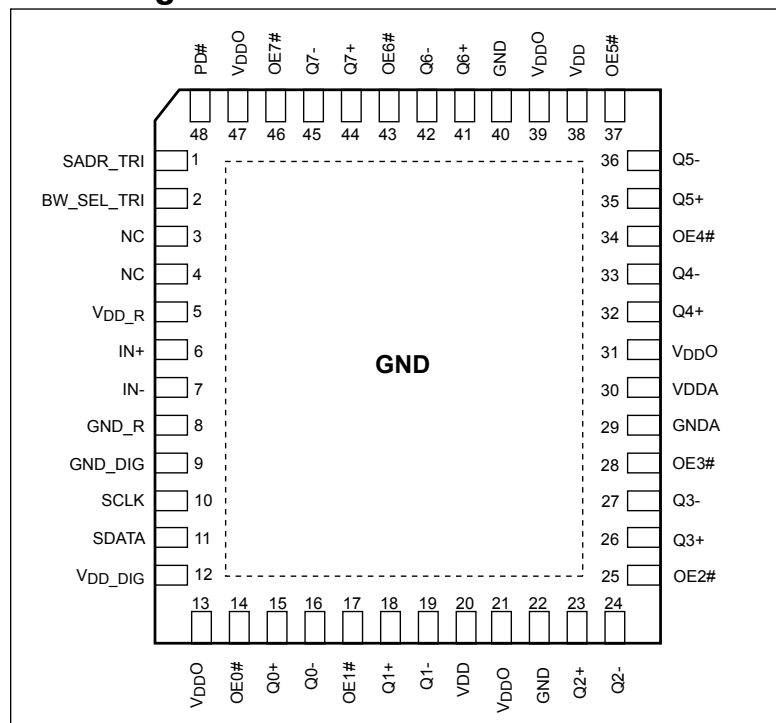 PD#
VDDO
OE7#
Q7-
Q7+
OE6#
Q6-
Q6+
GND
VDDO
VDD
OE5#
48 47 46 45 44 43 42 41 40 39 38 37
SADR_TRI 1
BW_SEL_TRI 2
NC 3
NC 4
VDD_R 5
IN+ 6
IN- 7
GND_R 8
GND_DIG 9
SCLK 10
SDATA 11
VDD_DIG 12
GND
36 Q5-
35 Q5+
34 OE4#
33 Q4-
32 Q4+
31 VDDO
30 VDDA
29 GNDA
28 OE3#
27 Q3-
26 Q3+
25 OE2#
13 14 15 16 17 18 19 20 21 22 23 24
VDDO
OE0#
Q0+
Q0-
OE1#
Q1+
Q1-
VDD
VDDO
GND
Q2+
Q2-